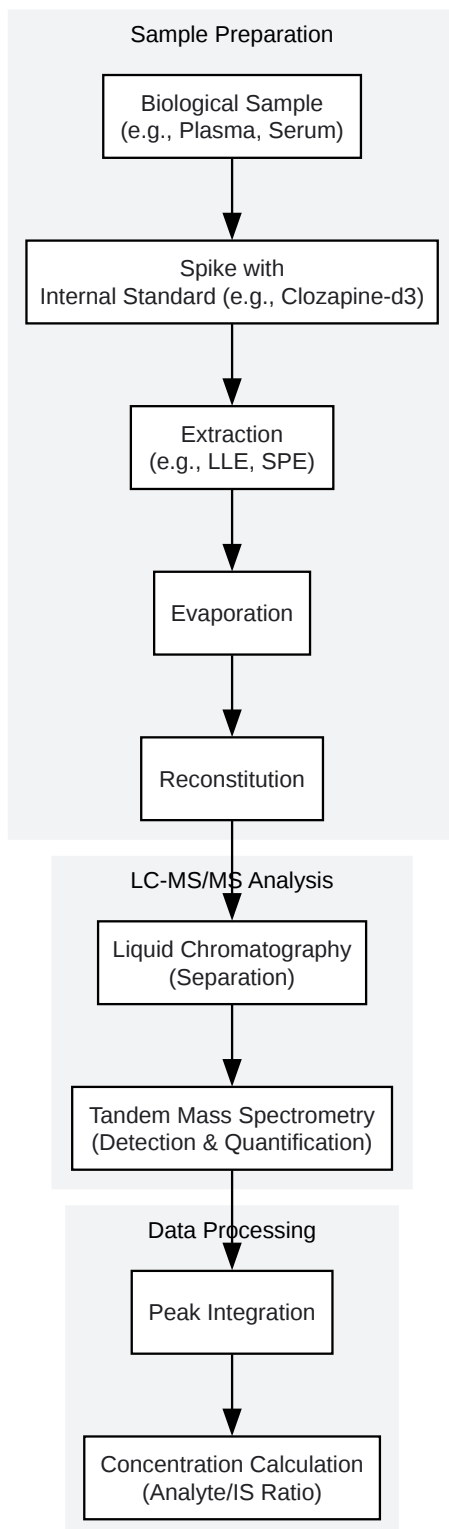 Sample Preparation
Biological Sample
(e.g., Plasma, Serum)
Spike with
Internal Standard (e.g., Clozapine-d3)
Extraction
(e.g., LLE, SPE)
Evaporation
Reconstitution
LC-MS/MS Analysis
Liquid Chromatography
(Separation)
Tandem Mass Spectrometry
(Detection & Quantification)
Data Processing
Peak Integration
Concentration Calculation
(Analyte/IS Ratio)